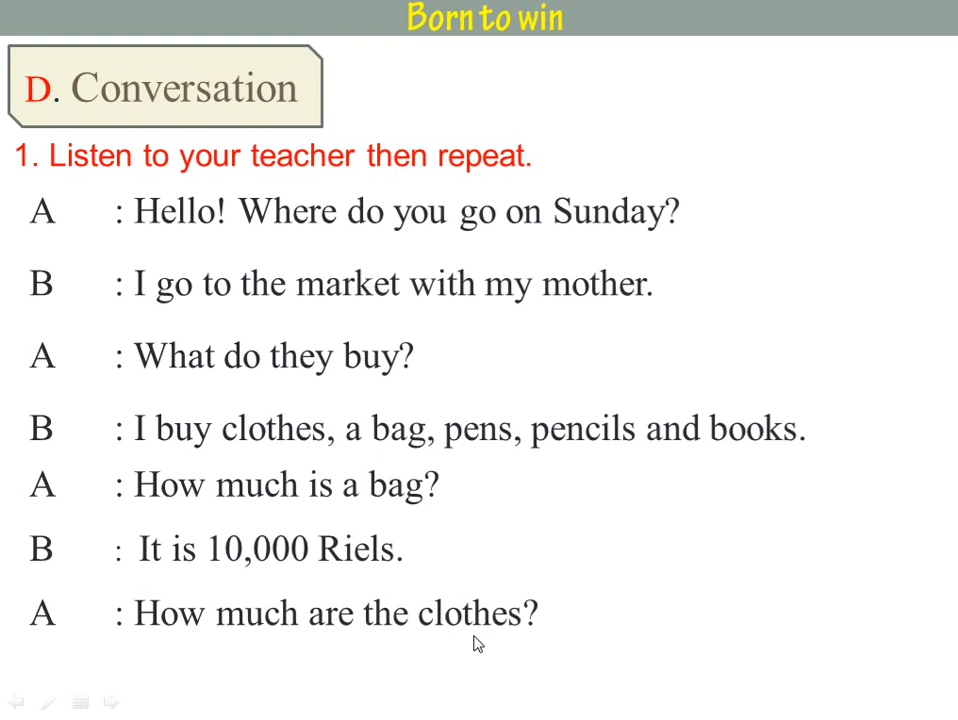 Born to win
D. Conversation
1. Listen to your teacher then repeat.
A : Hello! Where do you go on Sunday?
B : I go to the market with my mother.
A : What do they buy?
B : I buy clothes, a bag, pens, pencils and books.
A : How much is a bag?
B : It is 10,000 Riels.
A : How much are the clothes?